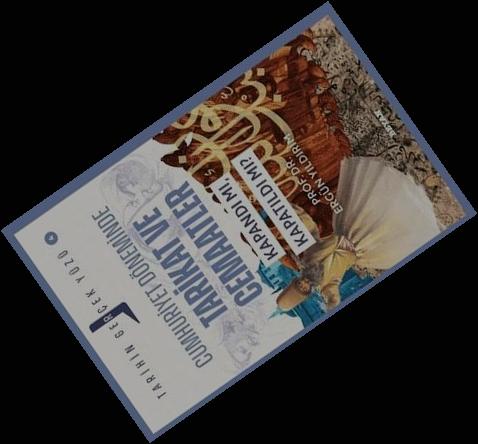 TARİHİN GERÇEK YÜZÜ
4
CUMHURİYET DÖNEMİNDE
TARİKAT VE
CEMAATLER
KAPANDI MI
KAPATILDI MI?
PROF. DR.
ERGÜN YILDIRIM